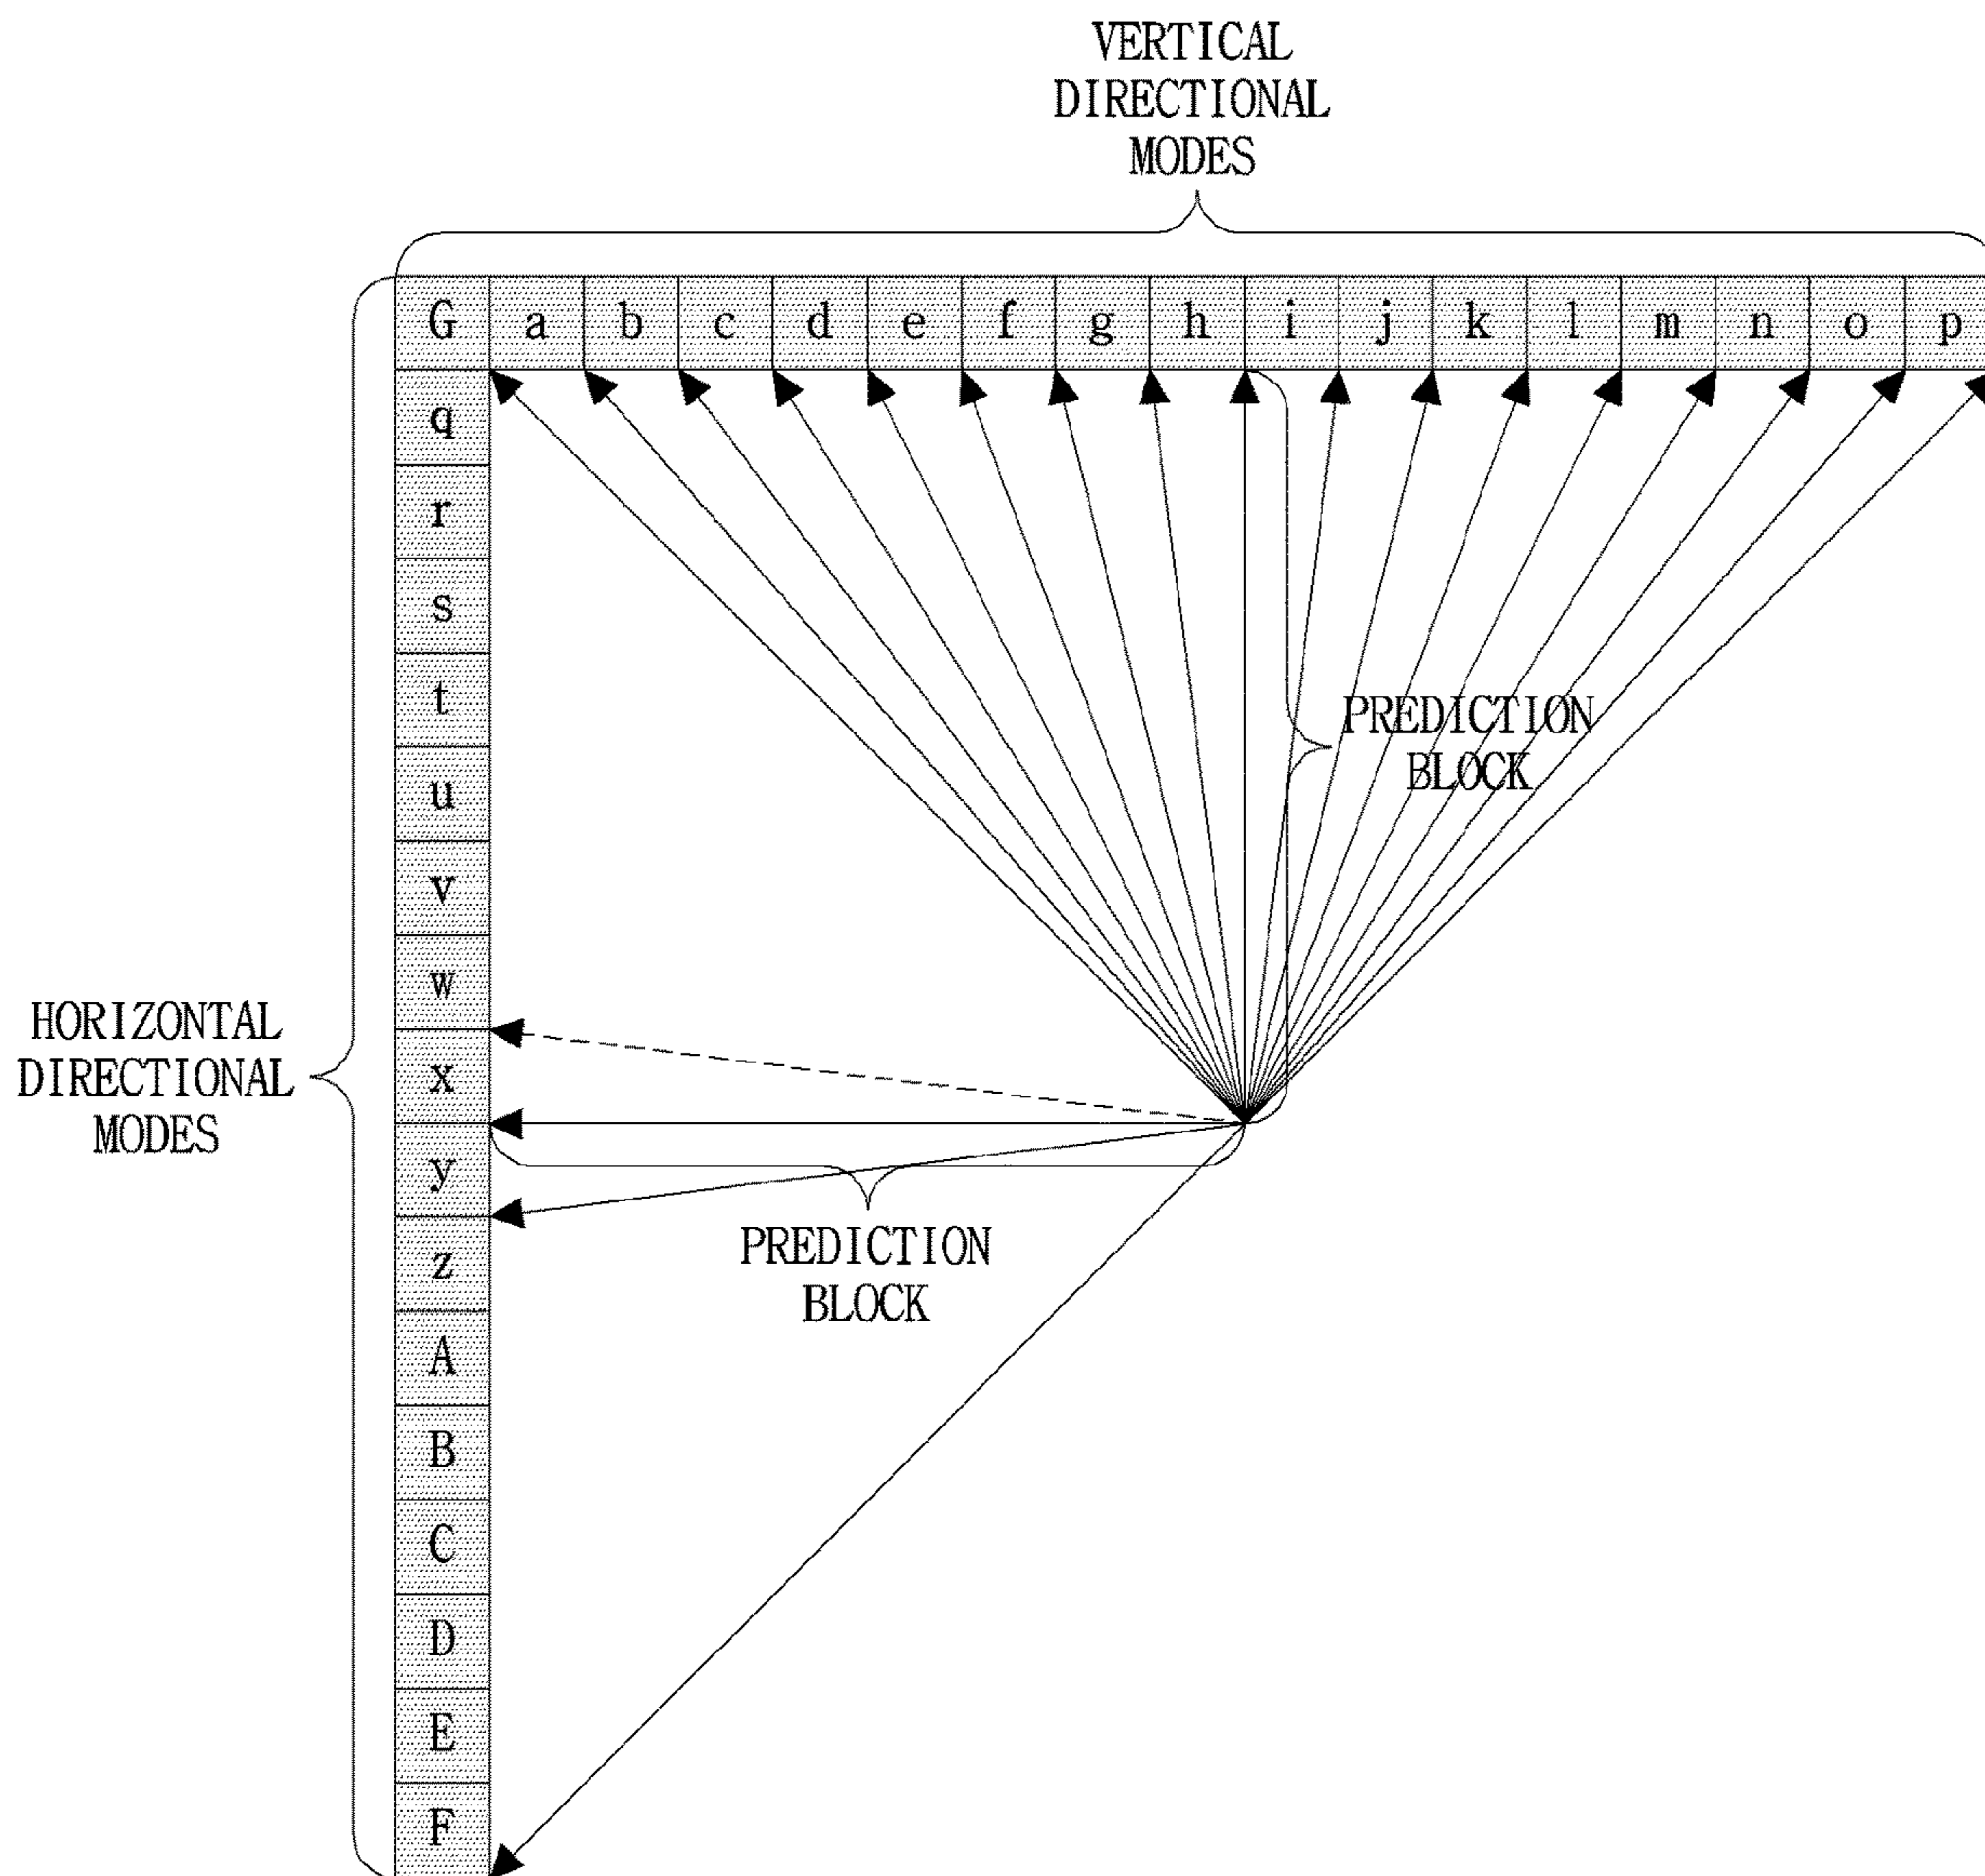 VERTICAL
DIRECTIONAL
MODES
G a b c d e f g h i j k l m n o p
q
r
s
t
PREDICTION
BLOCK
u
v
w
HORIZONTAL
DIRECTIONAL
MODES
x
y
PREDICTION
BLOCK
z
A
B
C
D
E
F